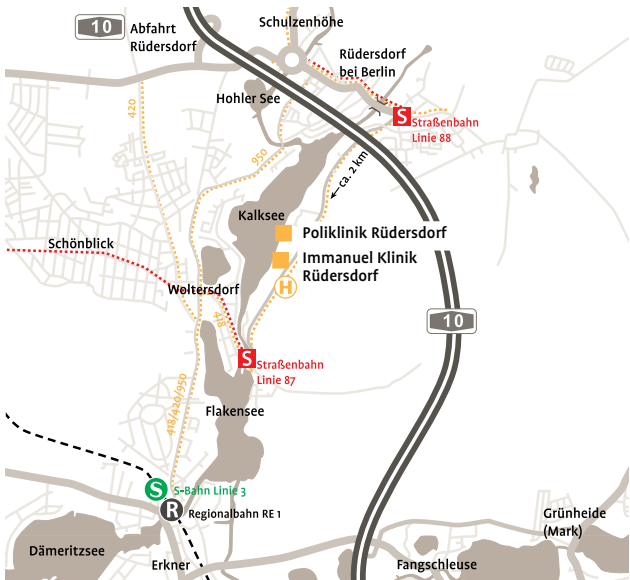 10
Abfahrt
Rüdersdorf
Schulzenhöhe
Rüdersdorf
bei Berlin
Hohler See
420
S
Straßenbahn
Linie 88
950
ca. 2 km
Kalksee
Poliklinik Rüdersdorf
Schönblick
Immanuel Klinik
Rüdersdorf
H
Woltersdorf
418
10
S
Straßenbahn
Linie 87
418/420/950
Flakensee
S
S-Bahn Linie 3
R
Regionalbahn RE 1
Grünheide
(Mark)
Dämeritzsee
Erkner
Fangschleuse